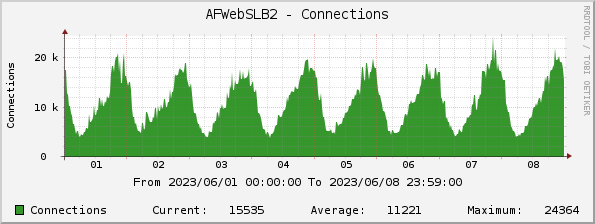 AFWebSLB2 - Connections
RRDTOOL / TOBI OETIKER
Connections
20 k
10 k
0
01 02 03 04 05 06 07 08
From 2023/06/01 00:00:00 To 2023/06/08 23:59:00
Connections Current: 15535 Average: 11221 Maximum: 24364